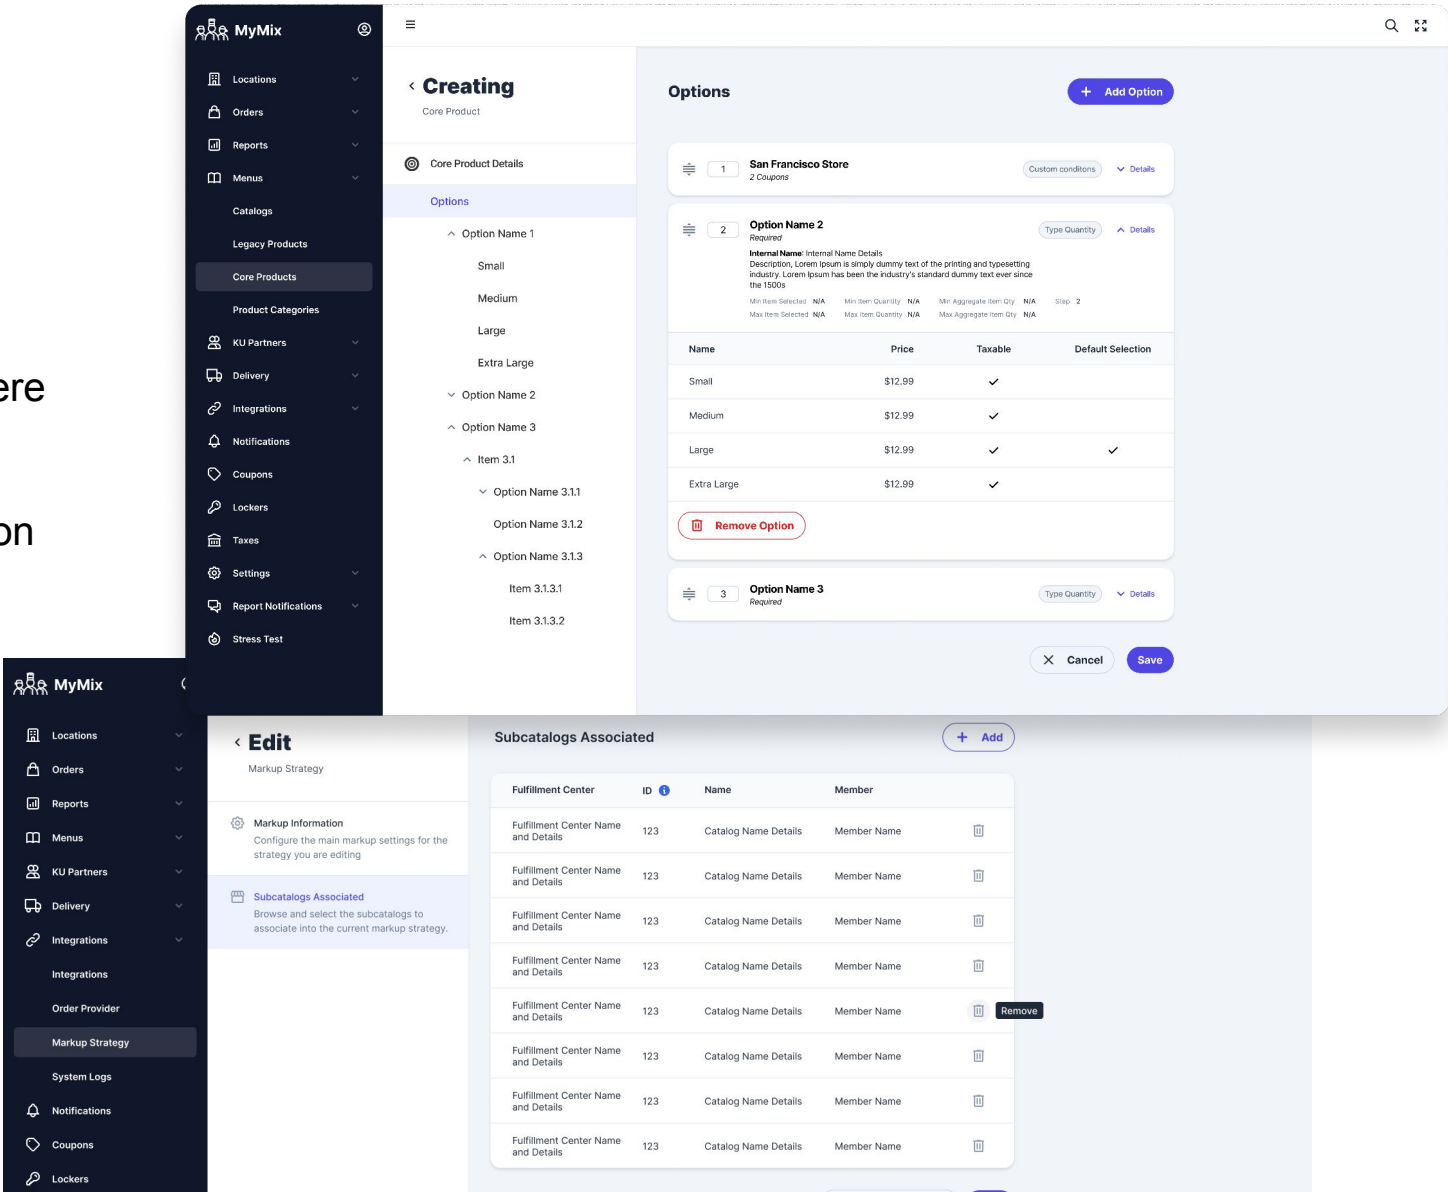 ere
on
MyMix
Locations
Orders
Reports
Menus
Catalogs
Legacy Products
Core Products
Product Categories
KU Partners
Delivery
Integrations
Notifications
Coupons
Lockers
Taxes
Settings
Report Notifications
Stress Test
Creating
Core Product
Core Product Details
Options
Option Name 1
Small
Medium
Large
Extra Large
Option Name 2
Option Name 3
Item 3.1
Option Name 3.1.1
Option Name 3.1.2
Option Name 3.1.3
Item 3.1.3.1
Item 3.1.3.2
Options
+ Add Option
1 San Francisco Store Custom conditons Details
2 Coupons
2 Option Name 2 Type Quantity Details
Required
Internal Name: Internal Name Details
Description, Lorem Ipsum is simply dummy text of the printing and typesetting
industry. Lorem Ipsum has been the industry's standard dummy text ever since
the 1500s
Min Item Selected N/A Min Item Quantity N/A Min Aggregate Item Qty N/A Step 2
Max Item Selected N/A Max Item Quantity N/A Max Aggregate Item Qty N/A
Name Price Taxable Default Selection
Small $12.99 ✓
Medium $12.99 ✓
Large $12.99 ✓ ✓
Extra Large $12.99 ✓
Remove Option
3 Option Name 3 Type Quantity Details
Required
Cancel Save
MyMix
Locations
Orders
Reports
Menus
KU Partners
Delivery
Integrations
Integrations
Order Provider
Markup Strategy
System Logs
Notifications
Coupons
Lockers
Edit
Markup Strategy
Markup Information
Configure the main markup settings for the
strategy you are editing
Subcatalogs Associated
Browse and select the subcatalogs to
associate into the current markup strategy.
Subcatalogs Associated
+ Add
Fulfillment Center ID Name Member
Fulfillment Center Name
and Details 123 Catalog Name Details Member Name
Fulfillment Center Name
and Details 123 Catalog Name Details Member Name
Fulfillment Center Name
and Details 123 Catalog Name Details Member Name
Fulfillment Center Name
and Details 123 Catalog Name Details Member Name
Fulfillment Center Name
and Details 123 Catalog Name Details Member Name Remove
Fulfillment Center Name
and Details 123 Catalog Name Details Member Name
Fulfillment Center Name
and Details 123 Catalog Name Details Member Name
Fulfillment Center Name
and Details 123 Catalog Name Details Member Name